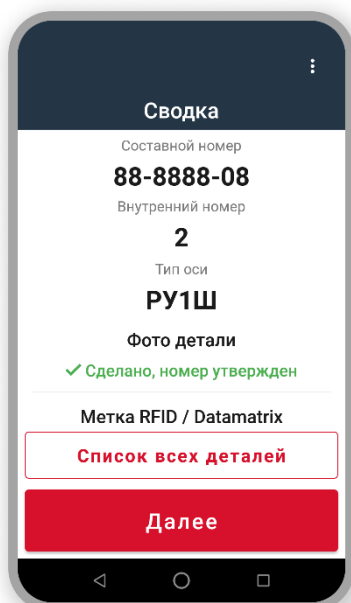 Сводка
Составной номер
88-8888-08
Внутренний номер
2
Тип оси
РУ1Ш
Фото детали
Сделано, номер утвержден
Метка RFID / Datamatrix
Список всех деталей
Далее